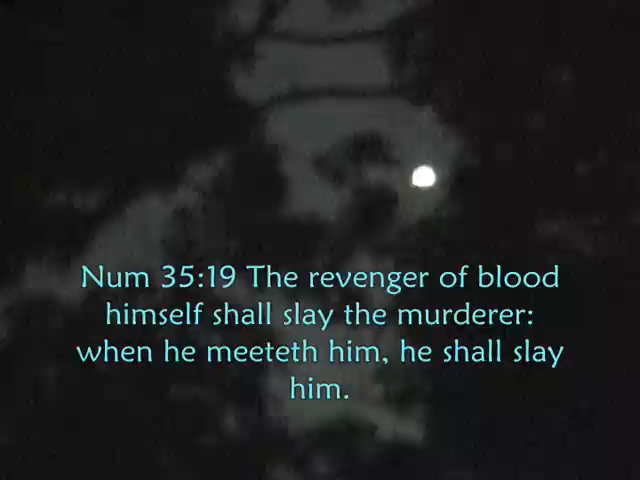 Num 35:19 The revenger of blood
himself shall slay the murderer:
when he meeteth him, he shall slay
him.